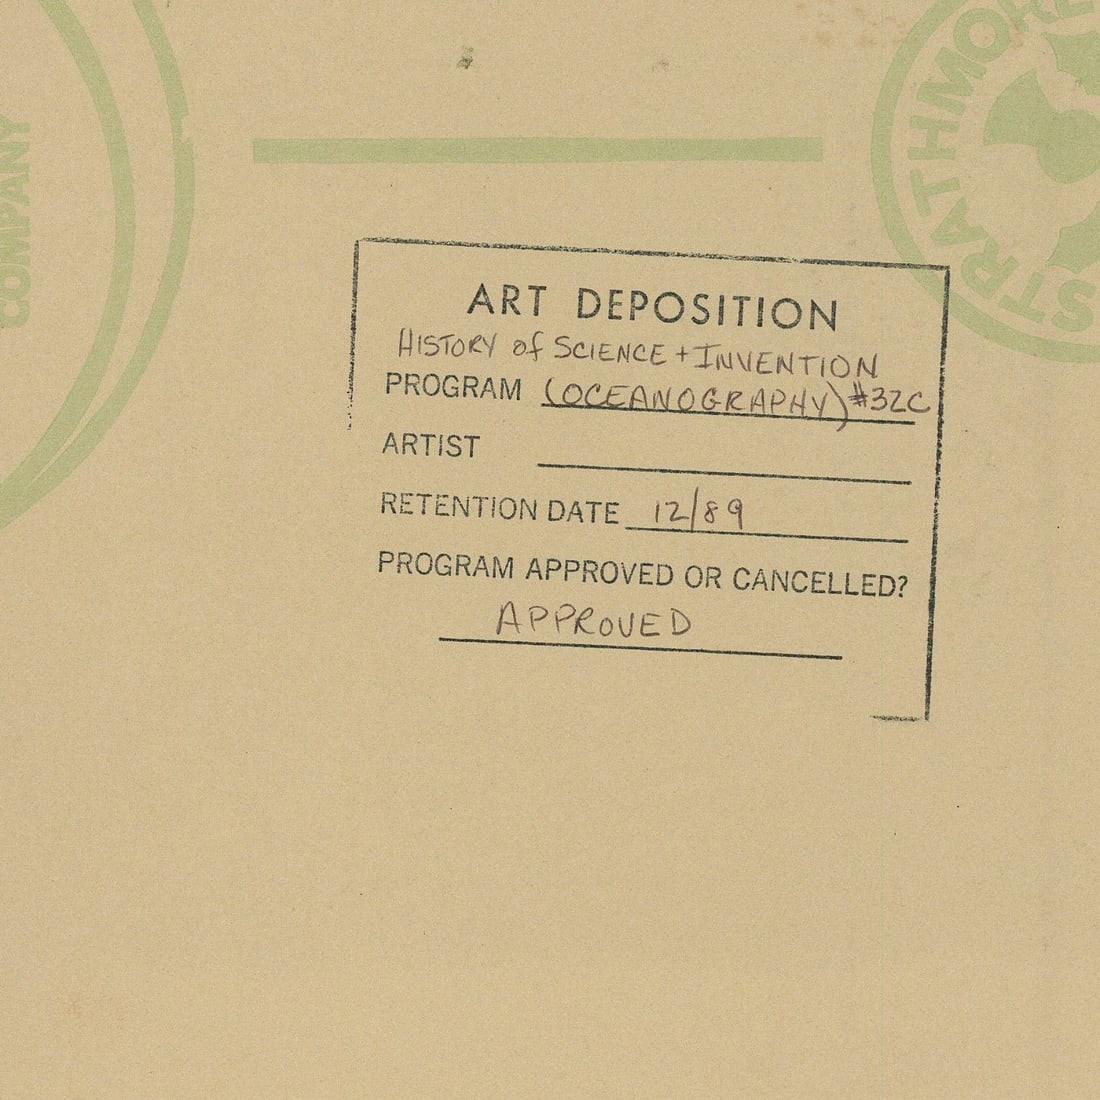 COMPANY
STRATHMORE
ART DEPOSITION
HISTORY of SCIENCE + INVENTION
PROGRAM (OCEANOGRAPHY) #32C
ARTIST
RETENTION DATE 12/89
PROGRAM APPROVED OR CANCELLED?
APPROVED